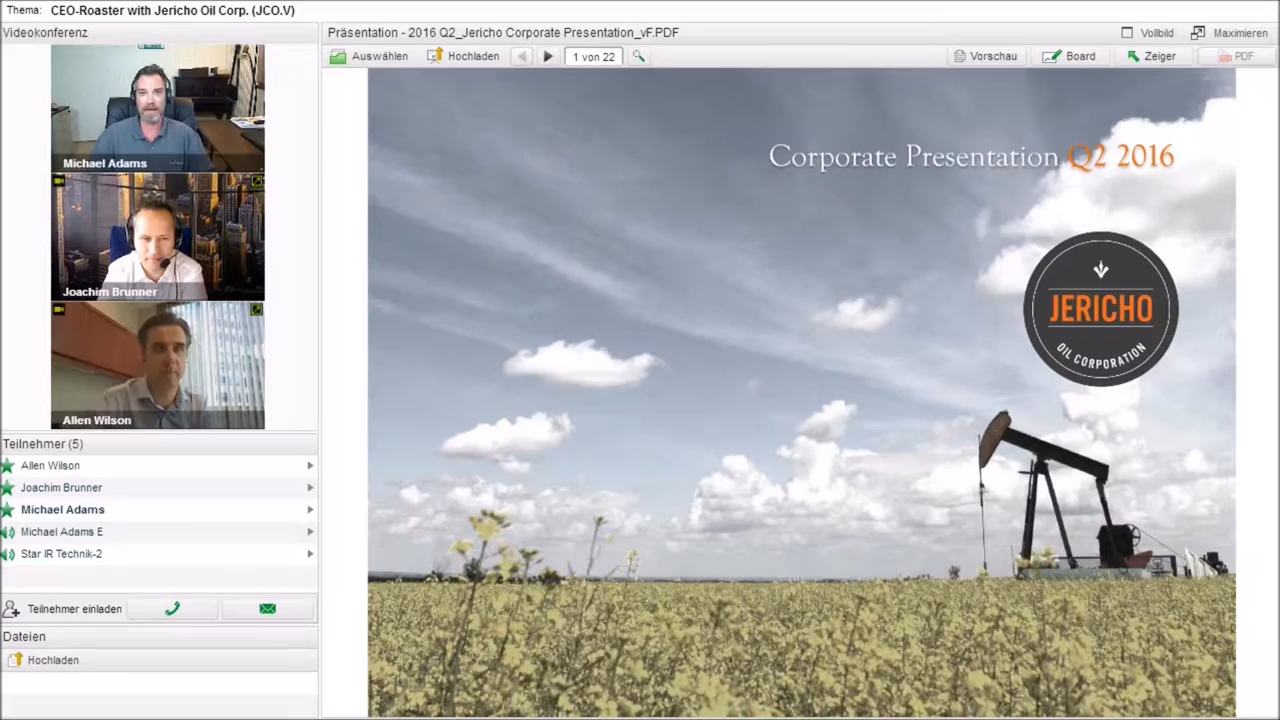 Thema: CEO-Roaster with Jericho Oil Corp. (JCO.V)
Videokonferenz
Michael Adams
Joachim Brunner
Allen Wilson
Teilnehmer (5)
Allen Wilson
Joachim Brunner
Michael Adams
Michael Adams E
Star IR Technik-2
Teilnehmer einladen
Dateien
Hochladen
Präsentation - 2016 Q2_Jericho Corporate Presentation_vF.PDF
Vollbild Maximieren
Auswählen Hochladen 1 von 22 Vorschau Board Zeiger PDF
Corporate Presentation Q2 2016
JERICHO
OIL CORPORATION